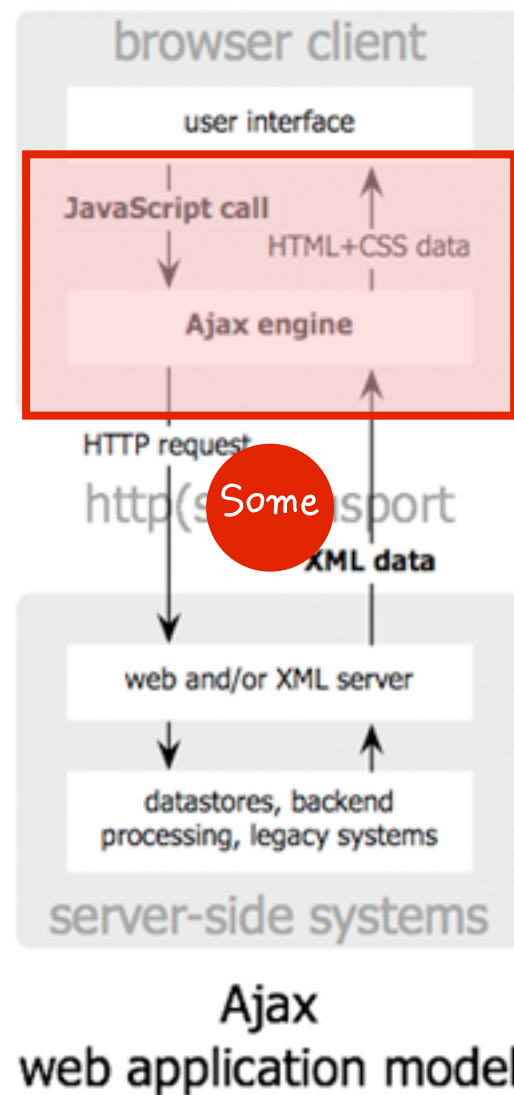 browser client
user interface
JavaScript call
HTML+CSS data
Ajax engine
HTTP request
Some
XML data
web and/or XML server
datastores, backend
processing, legacy systems
server-side systems
Ajax
web application model